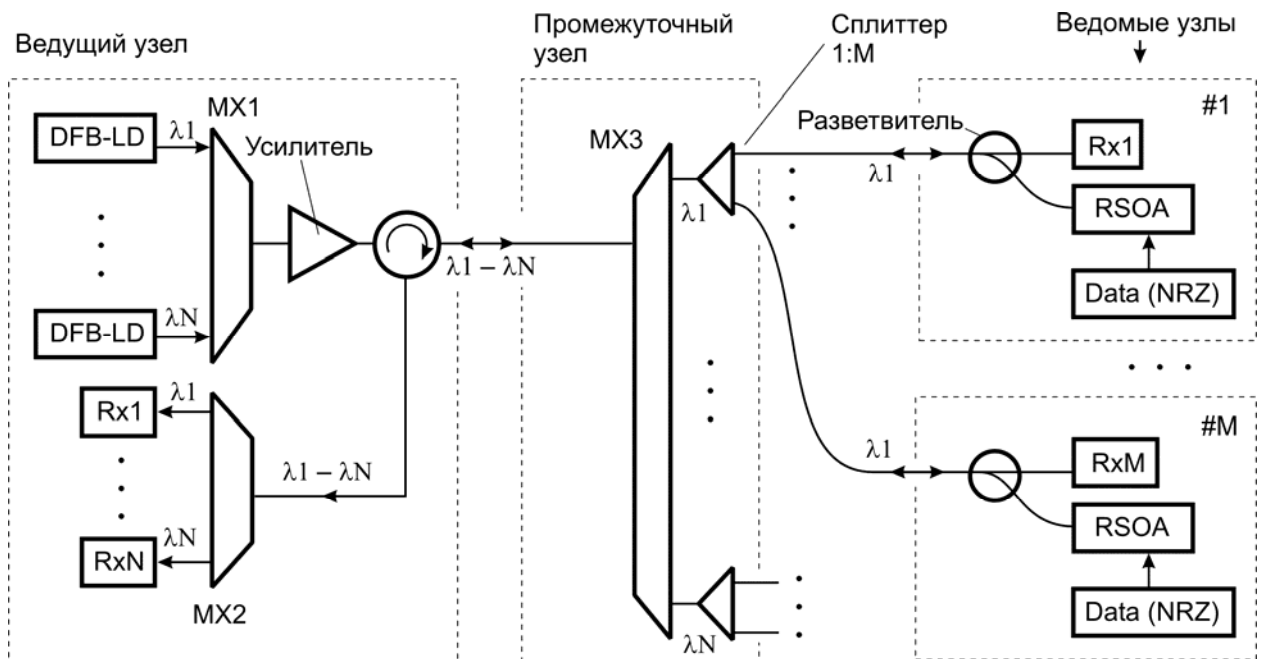 Ведущий узел
Промежуточный
узел
Сплиттер
1:M
Ведомые узлы
MX1
DFB-LD
λ1
Усилитель
DFB-LD
λN
λ1 – λN
Rx1
λ1
λ1 – λN
RxN
λN
MX2
MX3
λ1
λN
Разветвитель
λ1
#1
Rx1
RSOA
Data (NRZ)
λ1
#M
RxM
RSOA
Data (NRZ)